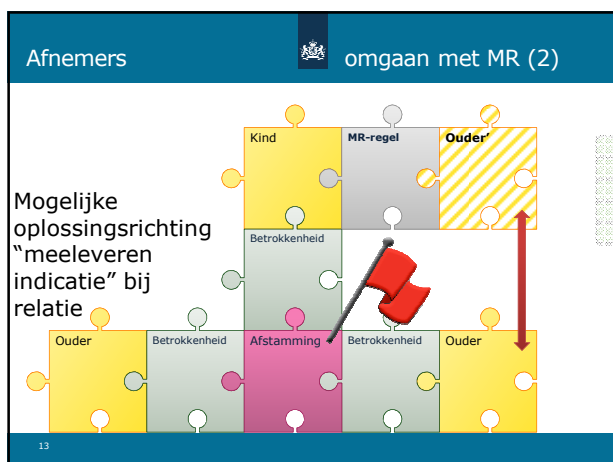 Afnemers
omgaan met MR (2)
Kind
MR-regel
Ouder'
Mogelijke
oplossingsrichting
“meeleveren
indicatie” bij
relatie
Betrokkenheid
Ouder
Betrokkenheid
Afstamming
Betrokkenheid
Ouder
13